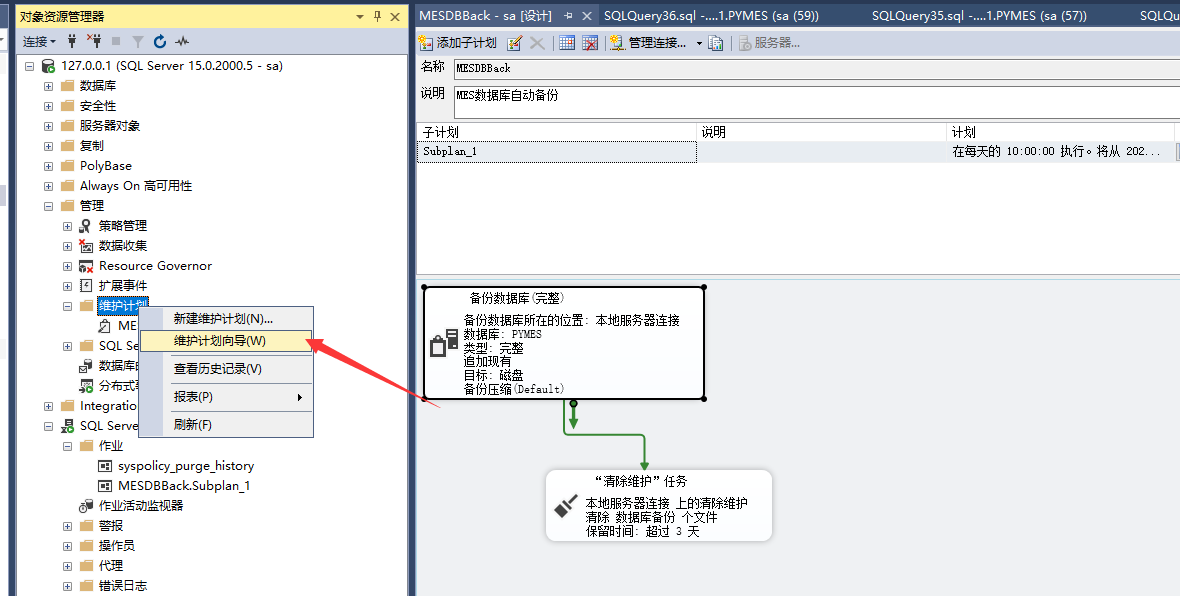 对象资源管理器
连接
127.0.0.1 (SQL Server 15.0.2000.5 - sa)
数据库
安全性
服务器对象
复制
PolyBase
Always On 高可用性
管理
策略管理
数据收集
Resource Governor
扩展事件
维护计划
ME
SQL Se
数据库
分布式
Integratio
SQL Serve
作业
syspolicy_purge_history
MESDBBack.Subplan_1
作业活动监视器
警报
操作员
代理
错误日志
新建维护计划(N)...
维护计划向导(W)
查看历史记录(V)
报表(P)
刷新(F)
MESDBBack - sa [设计]
SQLQuery36.sql -....1.PYMES (sa (59))
SQLQuery35.sql -....1.PYMES (sa (57))
SQLQu
添加子计划
管理连接...
服务器...
名称
MESDBBack
说明
MES数据库自动备份
子计划
说明
计划
Subplan_1
在每天的 10:00:00 执行。将从 202...
备份数据库(完整)
备份数据库所在的位置: 本地服务器连接
数据库: PYMES
类型: 完整
追加现有
目标: 磁盘
备份压缩(Default)
“清除维护”任务
本地服务器连接 上的清除维护
清除 数据库备份 个文件
保留时间: 超过 3 天